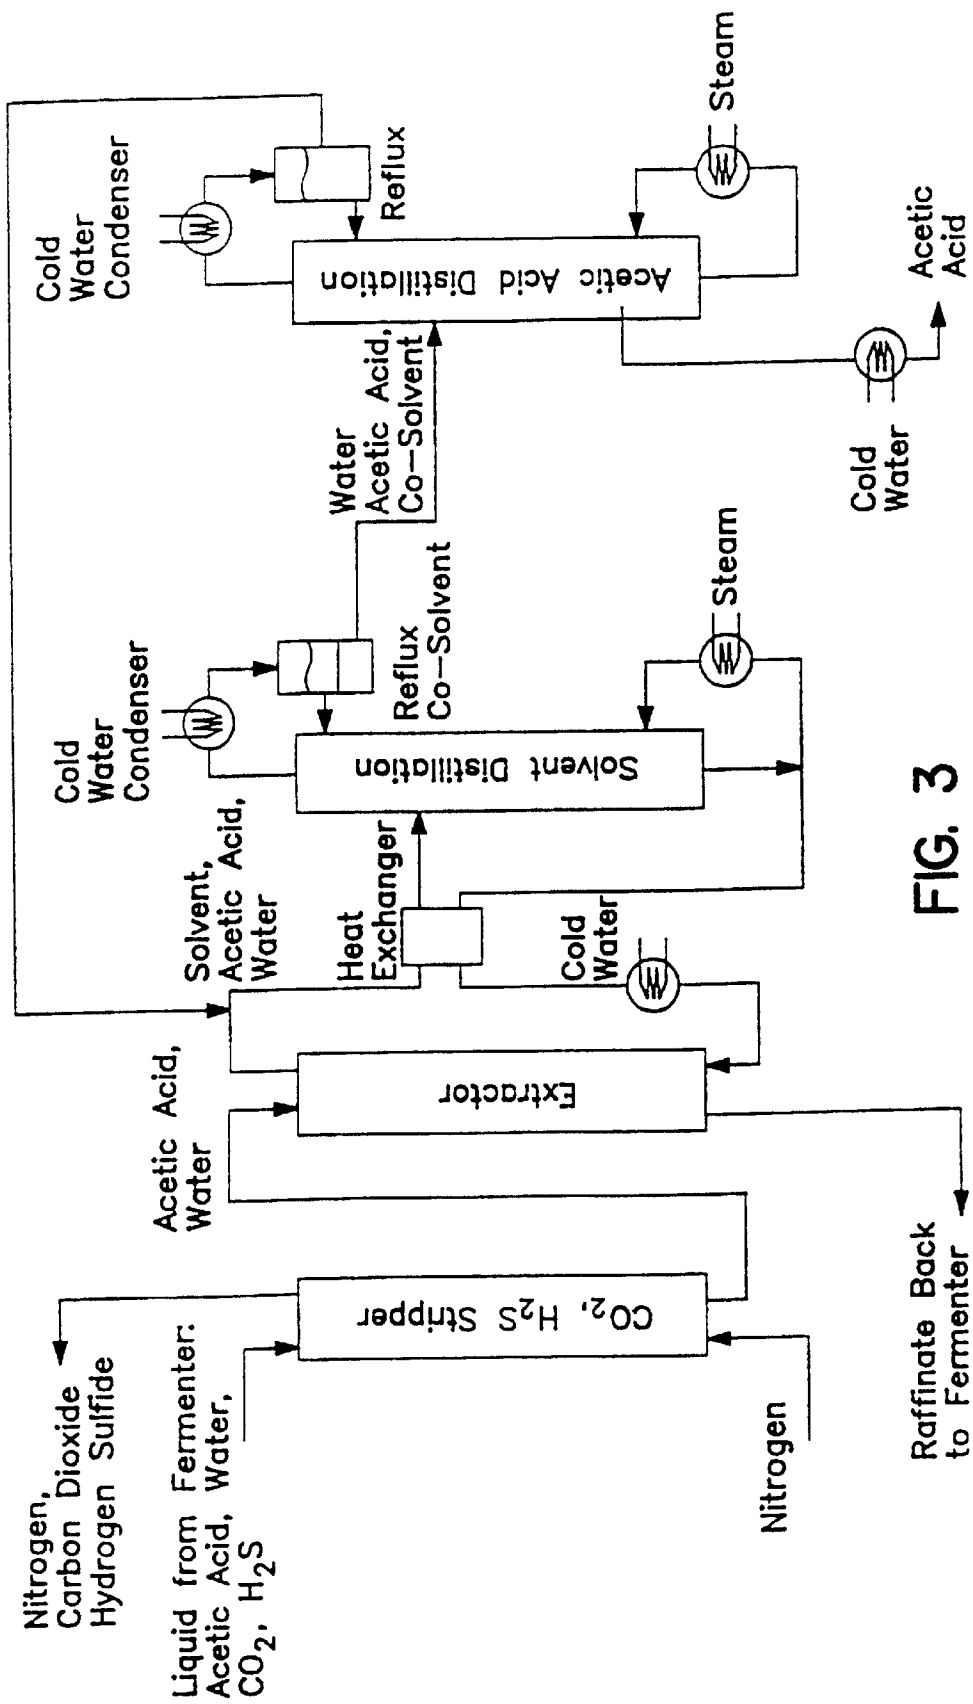 Nitrogen,
Carbon Dioxide
Hydrogen Sulfide
Liquid from Fermenter:
Acetic Acid, Water,
CO2, H2S
CO2, H2S Stripper
Nitrogen
Acetic Acid,
Water
Extractor
Raffinate Back
to Fermenter
Solvent,
Acetic Acid,
Water
Heat
Exchanger
Cold
Water
Cold
Water
Condenser
Solvent Distillation
Reflux
Co-Solvent
Steam
Water
Acetic Acid,
Co-Solvent
Cold
Water
Condenser
Reflux
Acetic Acid Distillation
Steam
Cold
Water
Acetic
Acid
FIG. 3